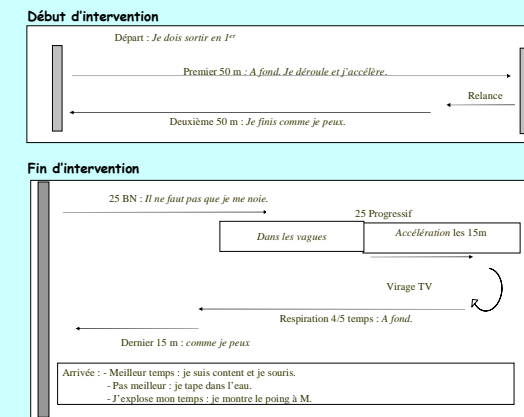 Début d'intervention
Départ : Je dois sortir en 1er
Premier 50 m : A fond. Je déroule et j'accélère.
Relance
Deuxième 50 m : Je finis comme je peux.
Fin d'intervention
25 BN : Il ne faut pas que je me noie.
25 Progressif
Dans les vagues
Accélération les 15m
Virage TV
Respiration 4/5 temps : A fond.
Dernier 15 m : comme je peux
Arrivée : - Meilleur temps : je suis content et je souris.
- Pas meilleur : je tape dans l'eau.
- J'explose mon temps : je montre le poing à M.